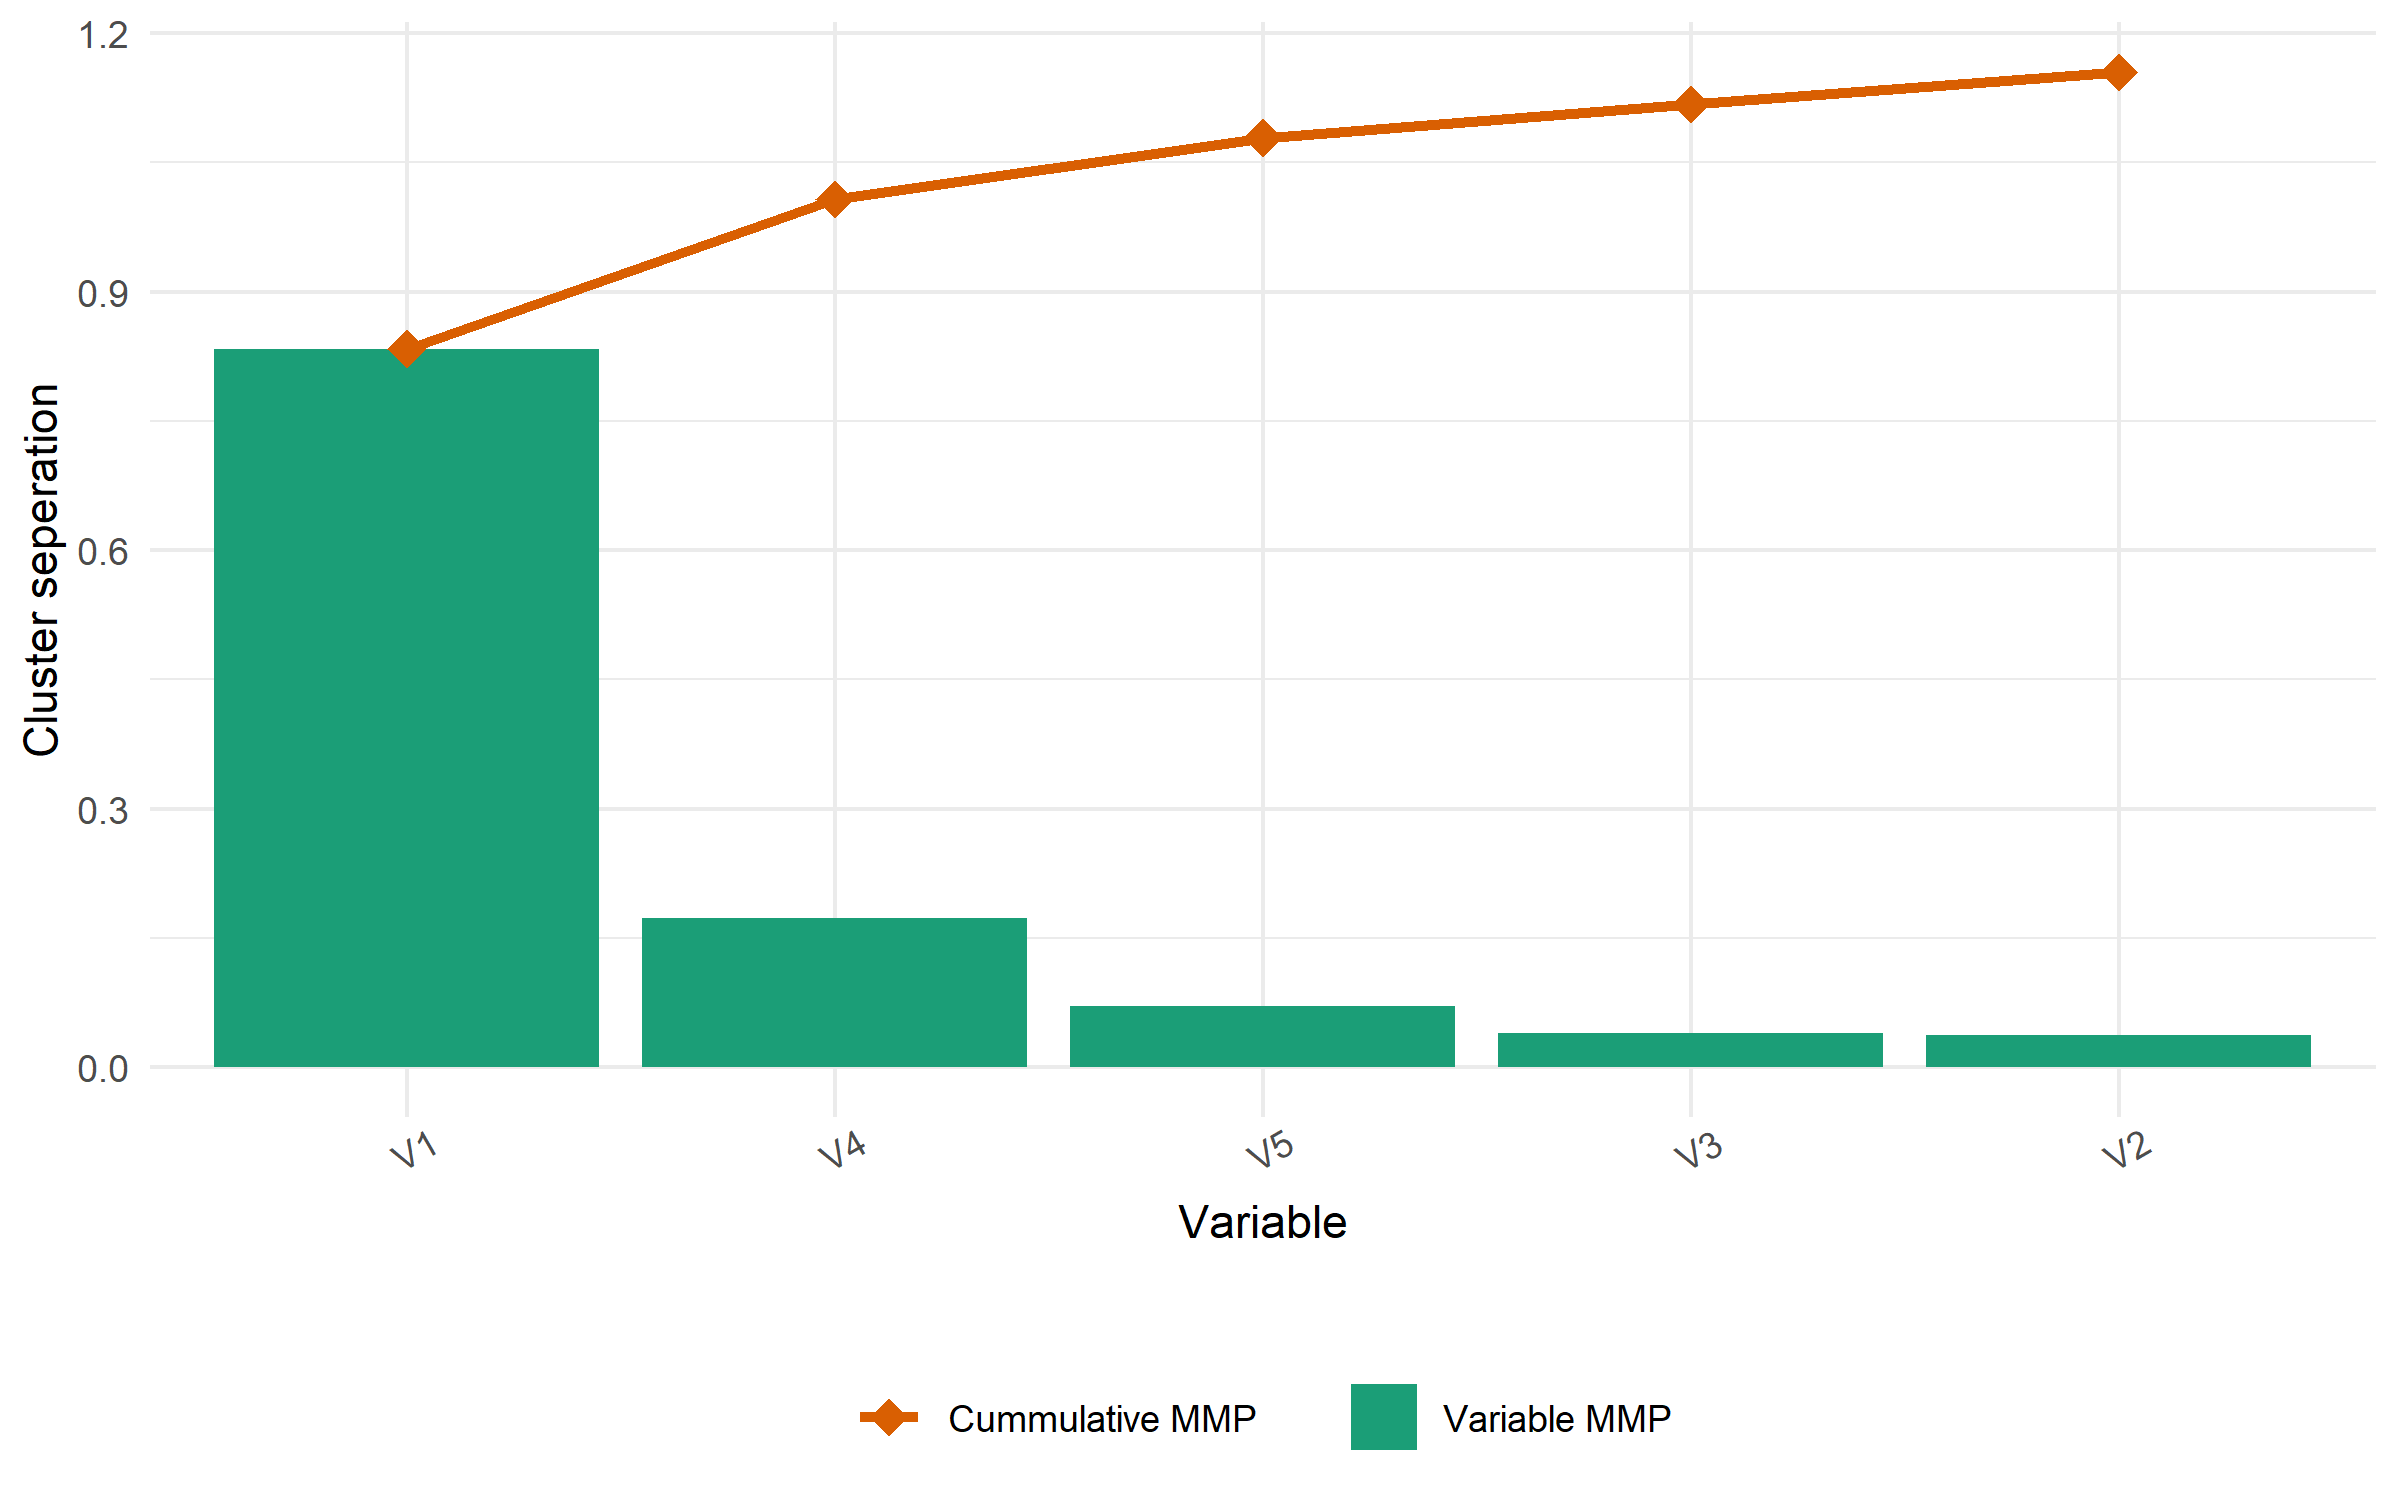 1.2
0.9
0.6
0.3
0.0
Cluster seperation
V1 V4 V5 V3 V2
Variable
Cummulative MMP Variable MMP